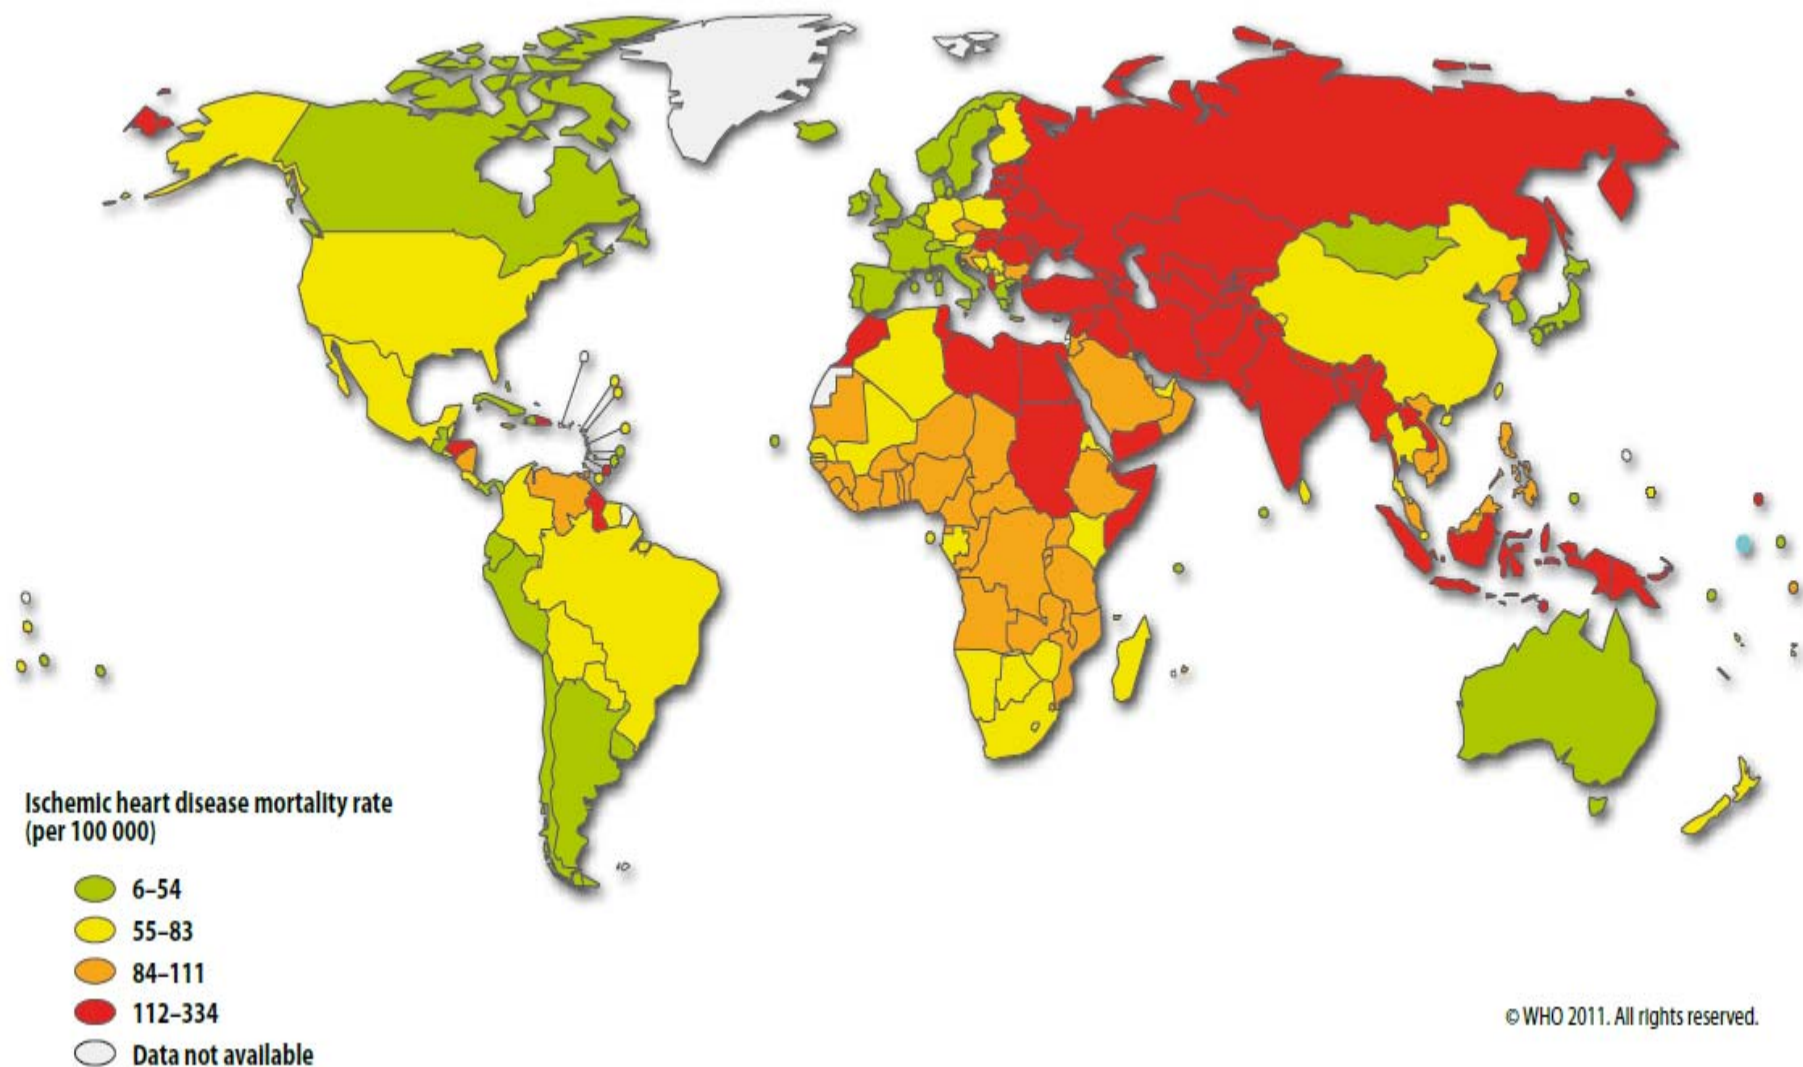 Ischemic heart disease mortality rate
(per 100 000)
6–54
55–83
84–111
112–334
Data not available
© WHO 2011. All rights reserved.